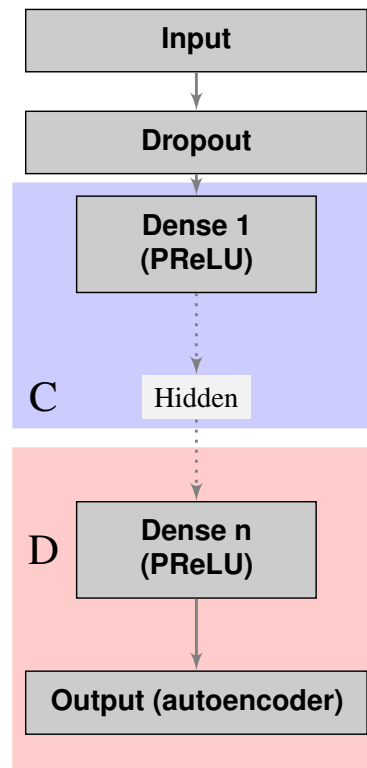 Input
Dropout
Dense 1
(PReLU)
C
Hidden
Dense n
D
(PReLU)
Output (autoencoder)